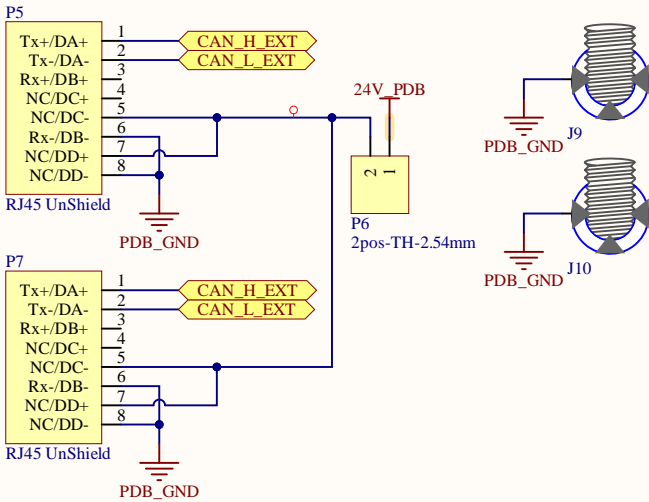 P5
Tx+/DA+ 1 CAN_H_EXT
Tx-/DA- 2 CAN_L_EXT
Rx+/DB+ 3
NC/DC+ 4
NC/DC- 5
Rx-/DB- 6
NC/DD+ 7
NC/DD- 8
RJ45 UnShield
PDB_GND
24V_PDB
2 1
P6
2pos-TH-2.54mm
PDB_GND
J9
PDB_GND
J10
P7
Tx+/DA+ 1 CAN_H_EXT
Tx-/DA- 2 CAN_L_EXT
Rx+/DB+ 3
NC/DC+ 4
NC/DC- 5
Rx-/DB- 6
NC/DD+ 7
NC/DD- 8
RJ45 UnShield
PDB_GND